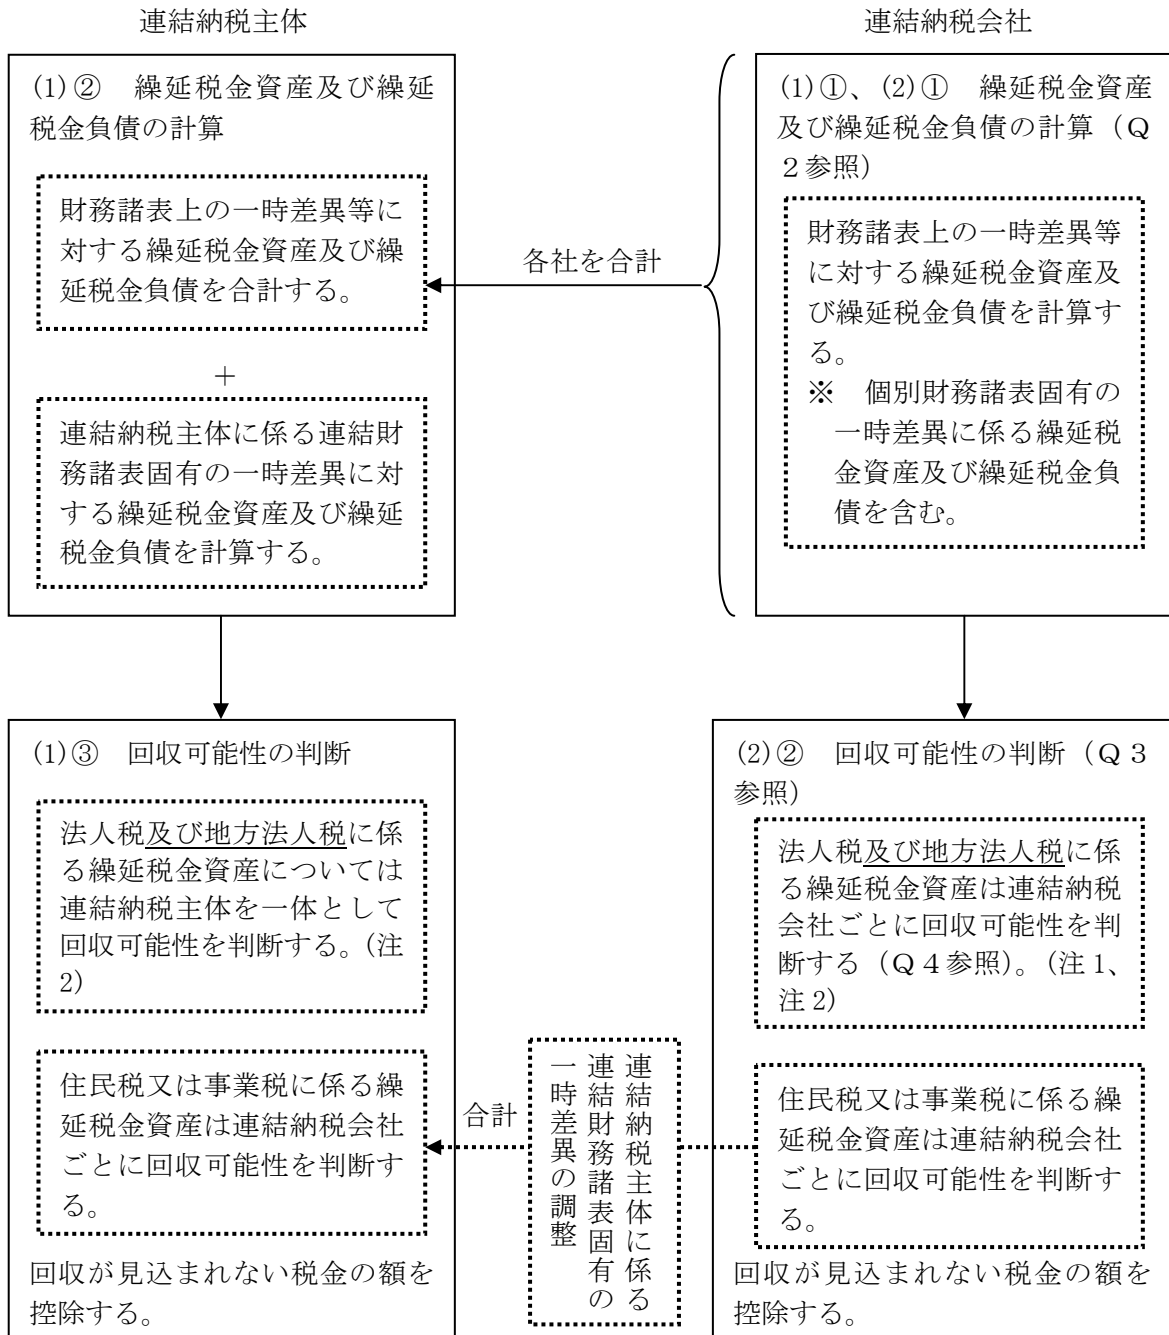 連結納税主体
連結納税会社
(1)②　繰延税金資産及び繰延
税金負債の計算
財務諸表上の一時差異等に
対する繰延税金資産及び繰
延税金負債を合計する。
＋
連結納税主体に係る連結財
務諸表固有の一時差異に対
する繰延税金資産及び繰延
税金負債を計算する。
各社を合計
(1)①、(2)①　繰延税金資産
及び繰延税金負債の計算（Ｑ
２参照）
財務諸表上の一時差異等
に対する繰延税金資産及
び繰延税金負債を計算す
る。
※　個別財務諸表固有の
一時差異に係る繰延税
金資産及び繰延税金負
債を含む。
(1)③　回収可能性の判断
法人税及び地方法人税に係
る繰延税金資産については
連結納税主体を一体として
回収可能性を判断する。(注
2)
住民税又は事業税に係る繰
延税金資産は連結納税会社
ごとに回収可能性を判断す
る。
回収が見込まれない税金の額を
控除する。
合計
連結納税主体に係る
連結財務諸表固有の
一時差異の調整
(2)②　回収可能性の判断（Ｑ３
参照）
法人税及び地方法人税に係
る繰延税金資産は連結納税
会社ごとに回収可能性を判
断する（Ｑ４参照）。(注 1、
注 2)
住民税又は事業税に係る繰
延税金資産は連結納税会社
ごとに回収可能性を判断す
る。
回収が見込まれない税金の額を
控除する。